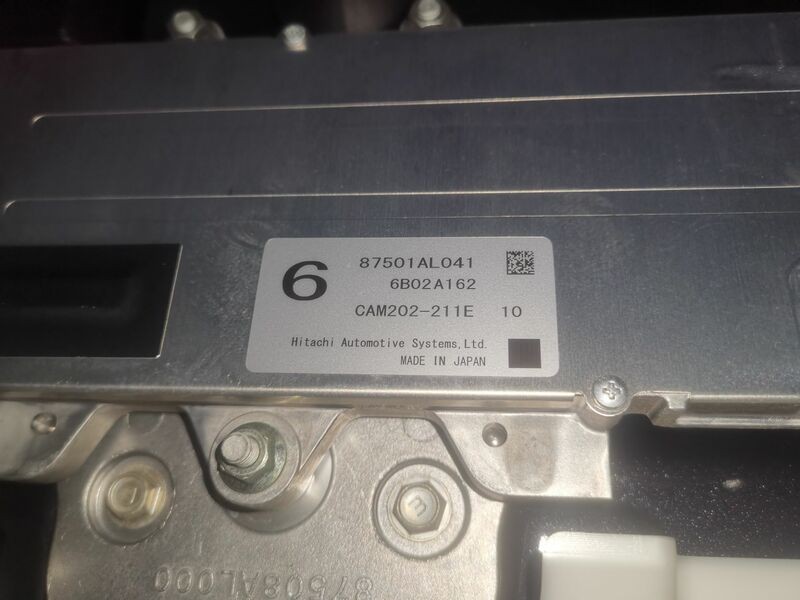 6
87501AL041
6B02A162
CAM202-211E 10
Hitachi Automotive Systems,Ltd.
MADE IN JAPAN
87508AL000